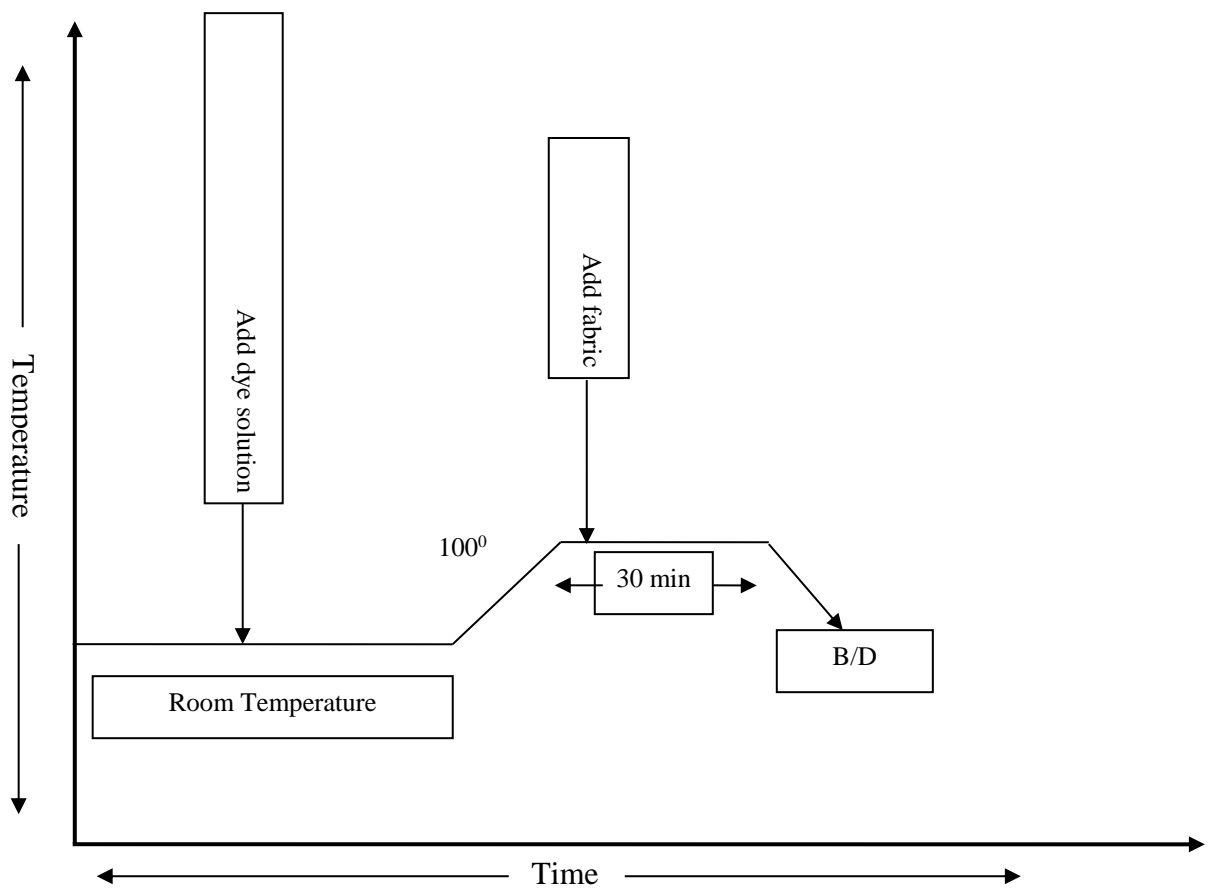 Add dye solution
Add fabric
Temperature
100⁰
30 min
B/D
Room Temperature
Time